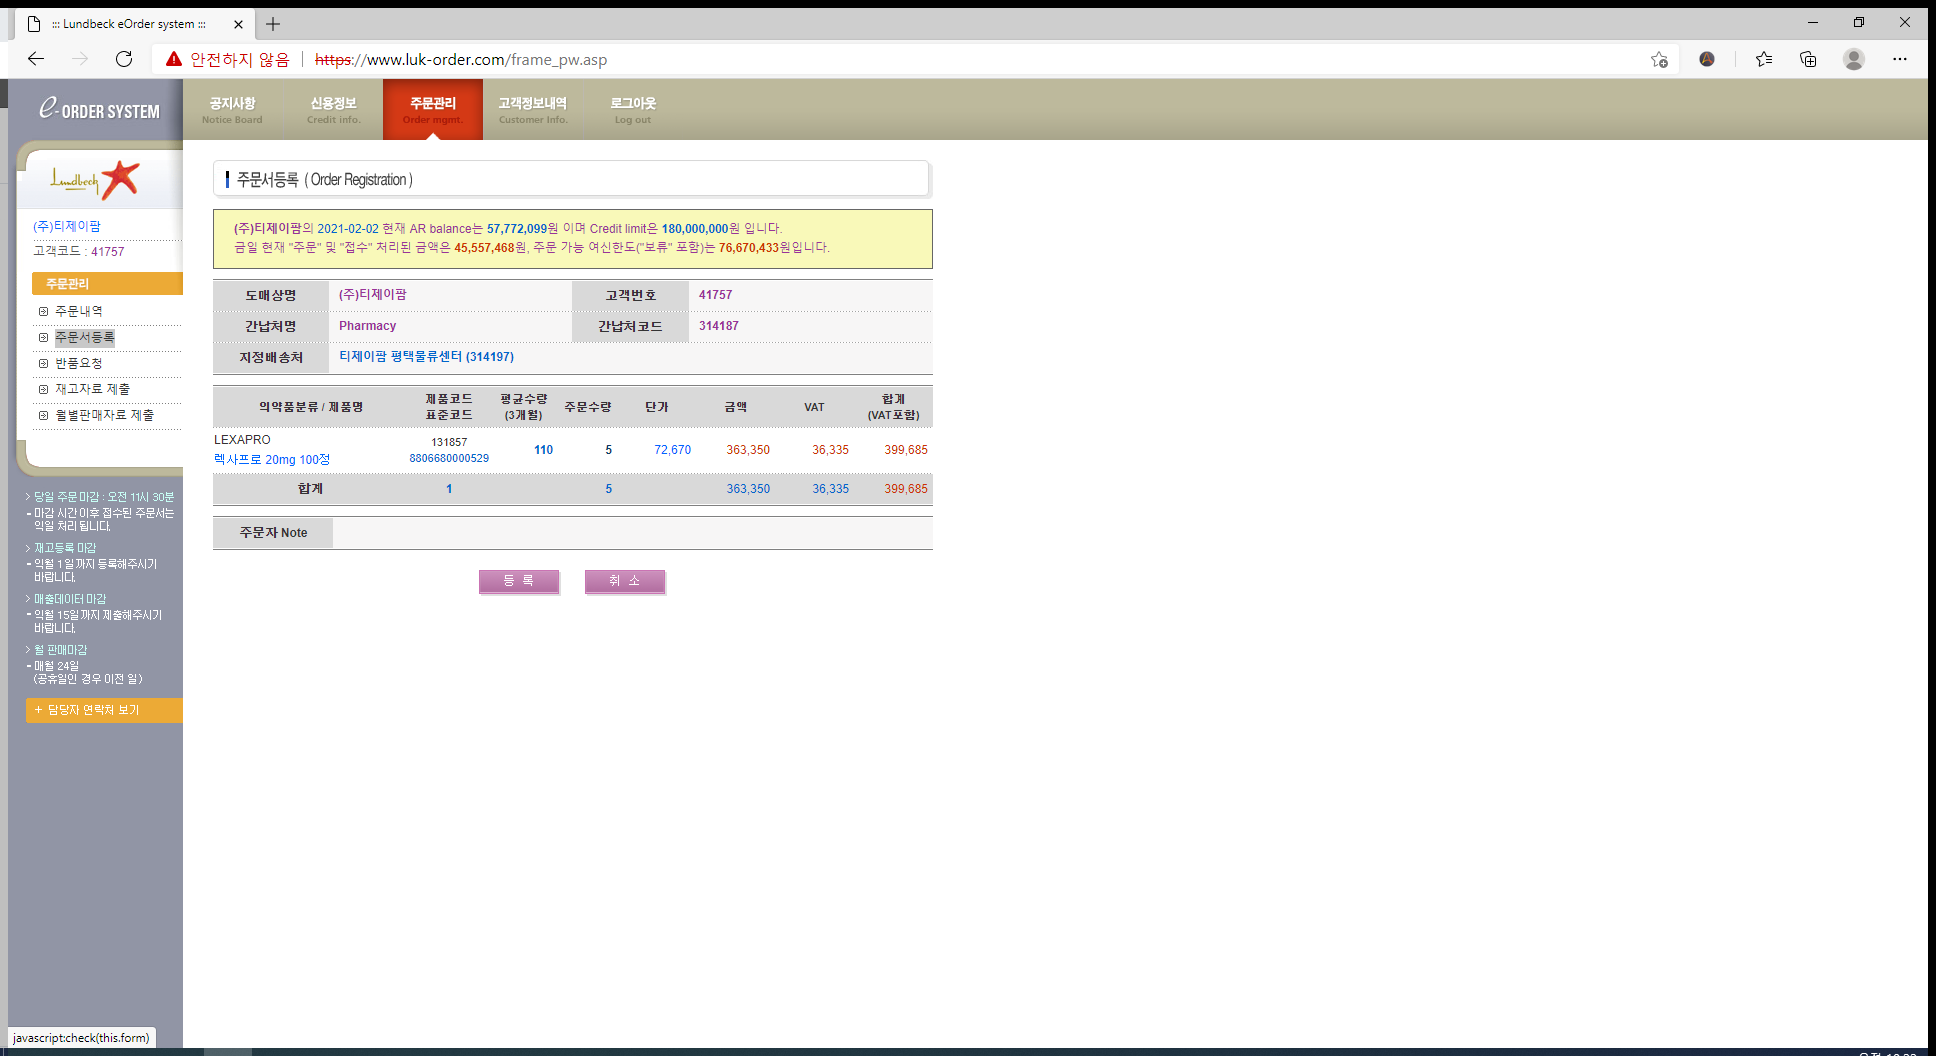 ::: Lundbeck eOrder system :::
안전하지 않음 https://www.luk-order.com/frame_pw.asp
e-ORDER SYSTEM
공지사항 신용정보 주문관리 고객정보내역 로그아웃
Notice Board Credit info. Order mgmt. Customer Info. Log out
Lundbeck
(주)티제이팜
고객코드 : 41757
주문관리
주문내역
주문서등록
반품요청
재고자료 제출
월별판매자료 제출
> 당일 주문마감 : 오전 11시 30분
- 마감 시간이후 접수된 주문서는
익일 처리됩니다.
> 재고등록 마감
- 익월 1일까지 등록해주시기
바랍니다.
> 매출데이터 마감
- 익월 15일까지 제출해주시기
바랍니다.
> 월 판매마감
- 매월 24일
(공휴일인 경우 이전 일)
+ 담당자 연락처 보기
주문서등록 ( Order Registration )
(주)티제이팜의 2021-02-02 현재 AR balance는 57,772,099원 이며 Credit limit은 180,000,000원 입니다.
금일 현재 "주문" 및 "접수" 처리된 금액은 45,557,468원, 주문 가능 여신한도("보류" 포함)는 76,670,433원입니다.
도매상명 (주)티제이팜 고객번호 41757
간납처명 Pharmacy 간납처코드 314187
지정배송처 티제이팜 평택물류센터 (314197)
의약품분류 / 제품명 제품코드 표준코드 평균수량 (3개월) 주문수량 단가 금액 VAT 합계 (VAT포함)
LEXAPRO 131857
렉사프로 20mg 100정 8806680000529 110 5 72,670 363,350 36,335 399,685
합계 1 5 363,350 36,335 399,685
주문자 Note
등 록 취 소
javascript:check(this.form)